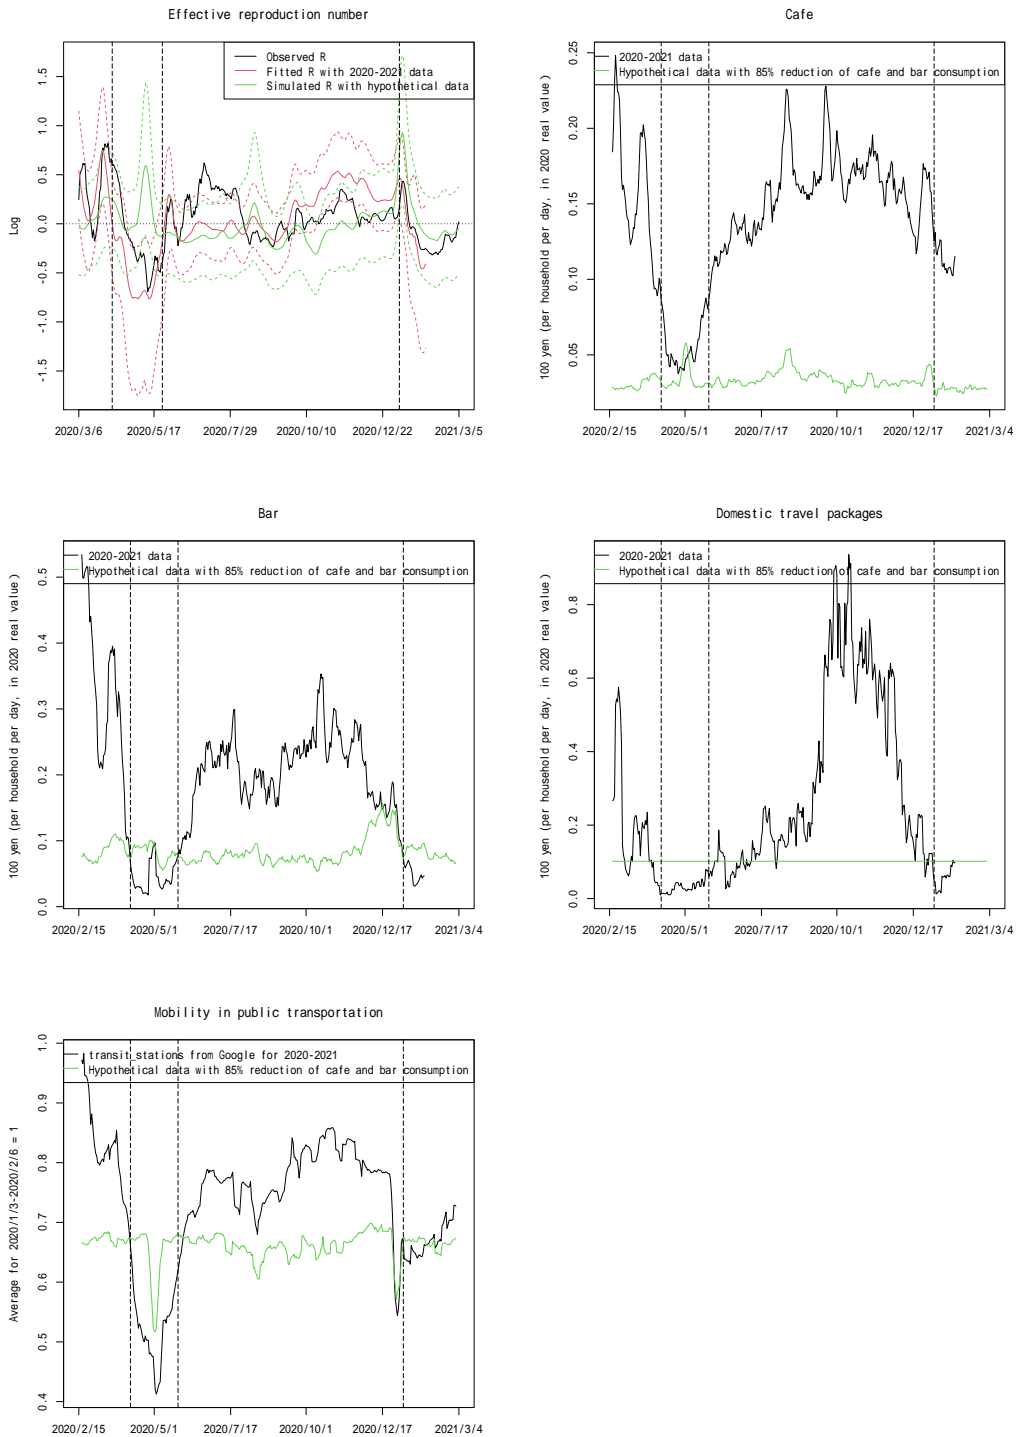 Effective reproduction number
Observed R
Fitted R with 2020-2021 data
Simulated R with hypothetical data
Log
1.5
1.0
0.5
0.0
-0.5
-1.0
-1.5
2020/3/6 2020/5/17 2020/7/29 2020/10/10 2020/12/22 2021/3/5
Cafe
2020-2021 data
Hypothetical data with 85% reduction of cafe and bar consumption
100 yen (per household per day, in 2020 real value)
0.25
0.20
0.15
0.10
0.05
2020/2/15 2020/5/1 2020/7/17 2020/10/1 2020/12/17 2021/3/4
Bar
2020-2021 data
Hypothetical data with 85% reduction of cafe and bar consumption
100 yen (per household per day, in 2020 real value)
0.5
0.4
0.3
0.2
0.1
0.0
2020/2/15 2020/5/1 2020/7/17 2020/10/1 2020/12/17 2021/3/4
Domestic travel packages
2020-2021 data
Hypothetical data with 85% reduction of cafe and bar consumption
100 yen (per household per day, in 2020 real value)
0.8
0.6
0.4
0.2
0.0
2020/2/15 2020/5/1 2020/7/17 2020/10/1 2020/12/17 2021/3/4
Mobility in public transportation
transit_stations from Google for 2020-2021
Hypothetical data with 85% reduction of cafe and bar consumption
Average for 2020/1/3-2020/2/6 = 1
1.0
0.9
0.8
0.7
0.6
0.5
0.4
2020/2/15 2020/5/1 2020/7/17 2020/10/1 2020/12/17 2021/3/4